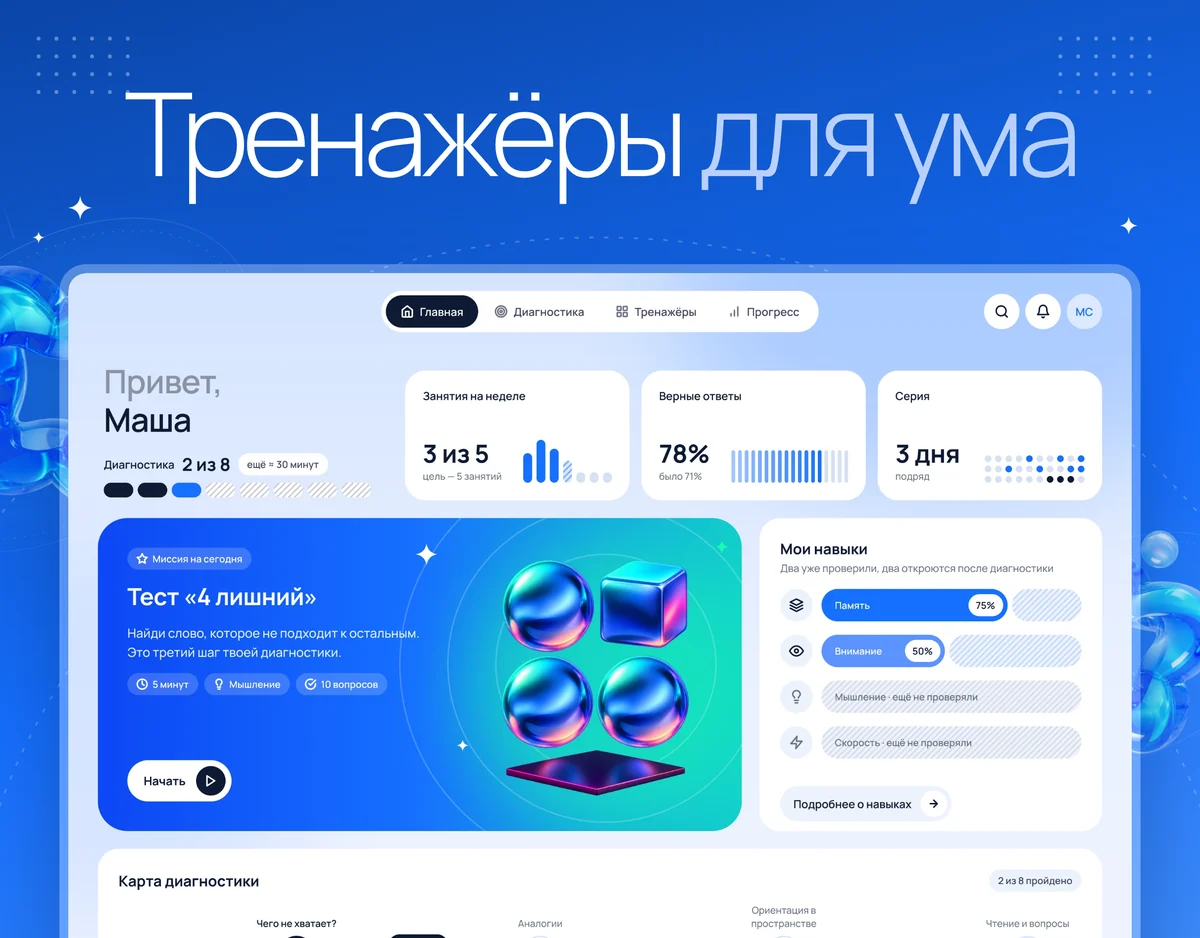 Тренажёры для ума
Главная
Диагностика
Тренажёры
Прогресс
МС
Привет,
Маша
Диагностика 2 из 8 ещё ≈ 30 минут
Занятия на неделе
3 из 5
цель — 5 занятий
Верные ответы
78%
было 71%
Серия
3 дня
подряд
Миссия на сегодня
Тест «4 лишний»
Найди слово, которое не подходит к остальным.
Это третий шаг твоей диагностики.
5 минут
Мышление
10 вопросов
Начать
Мои навыки
Два уже проверили, два откроются после диагностики
Память 75%
Внимание 50%
Мышление · ещё не проверяли
Скорость · ещё не проверяли
Подробнее о навыках
Карта диагностики
2 из 8 пройдено
Чего не хватает?
Аналогии
Ориентация в
пространстве
Чтение и вопросы